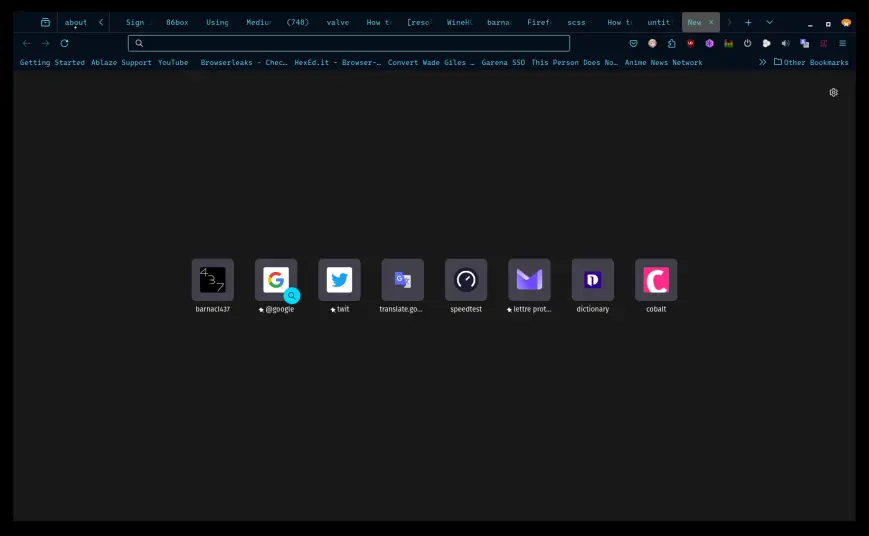 about Sign 86box Using Mediu (740) valve How t [reso WineH barna Firef scss How t untit New
Getting Started Ablaze Support YouTube Browserleaks - Chec… HexEd.it - Browser-… Convert Wade Giles … Garena SSO This Person Does No… Anime News Network Other Bookmarks
437
barnacl437 @google twit translate.go... speedtest lettre prot... dictionary cobalt